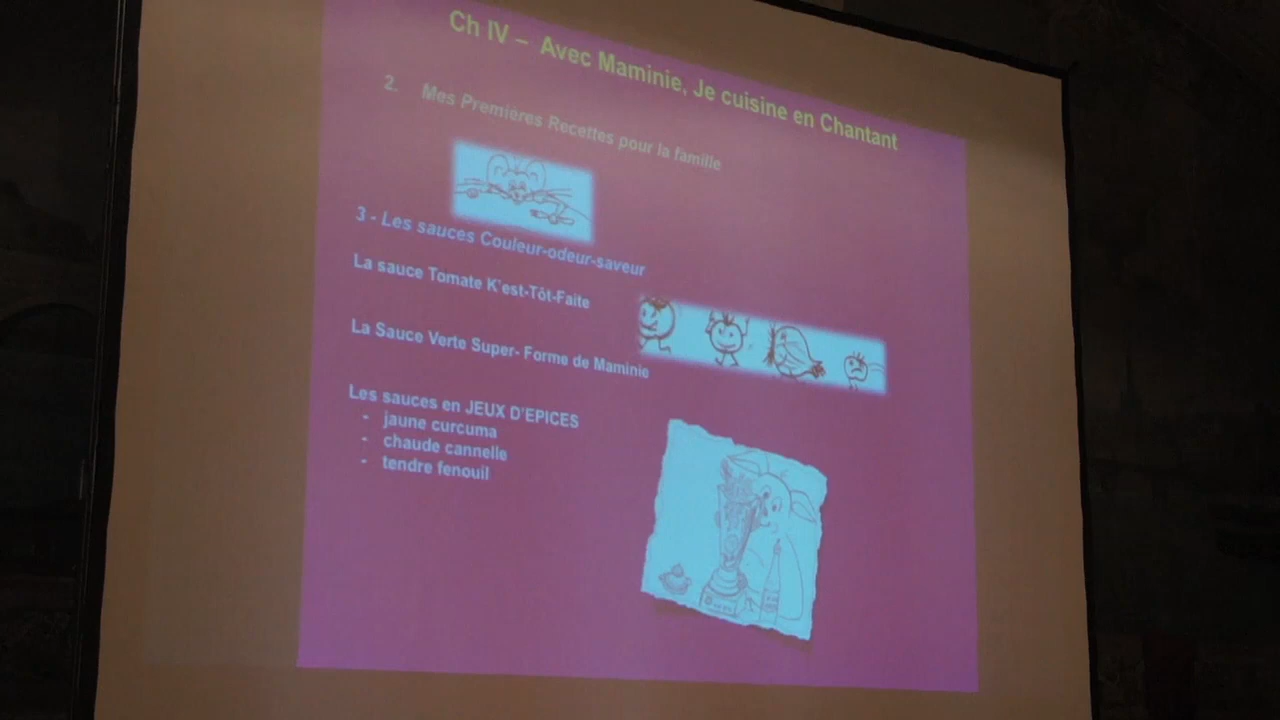 Ch IV – Avec Maminie, Je cuisine en Chantant
2. Mes Premières Recettes pour la famille
3 - Les sauces Couleur-odeur-saveur
La sauce Tomate K'est-Tôt-Faite
La Sauce Verte Super- Forme de Maminie
Les sauces en JEUX D'EPICES
- jaune curcuma
- chaude cannelle
- tendre fenouil